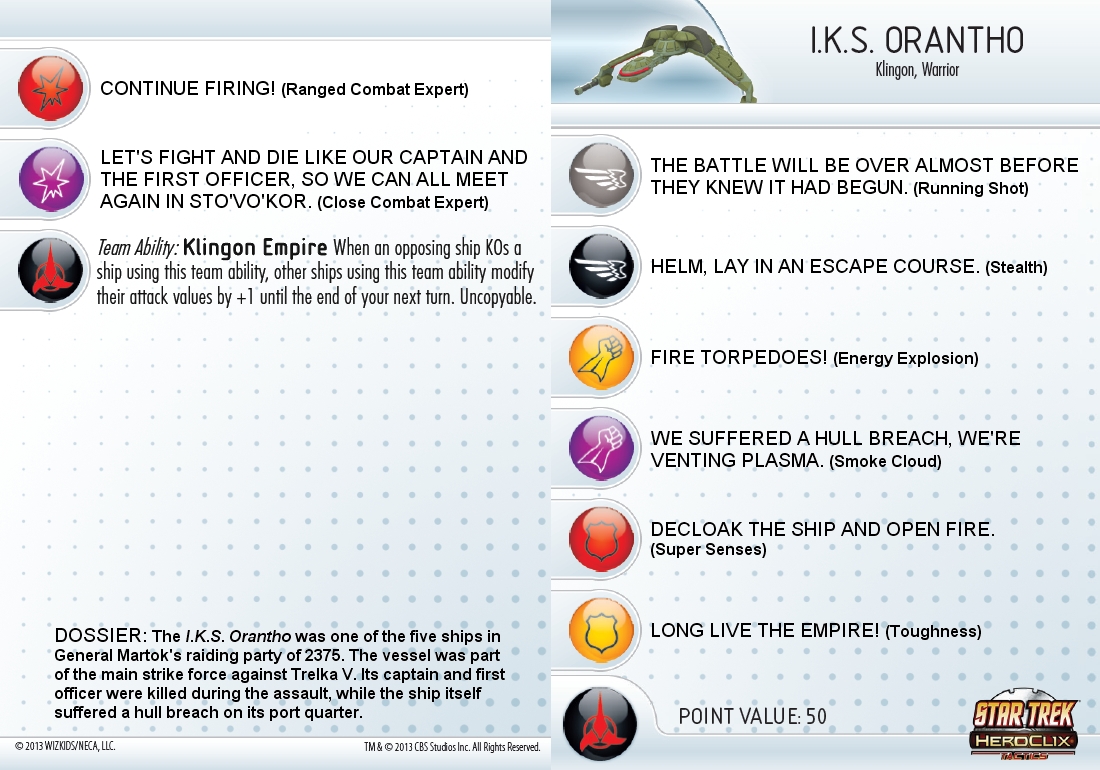 CONTINUE FIRING! (Ranged Combat Expert)
LET'S FIGHT AND DIE LIKE OUR CAPTAIN AND
THE FIRST OFFICER, SO WE CAN ALL MEET
AGAIN IN STO'VO'KOR. (Close Combat Expert)
Team Ability: Klingon Empire When an opposing ship KOs a
ship using this team ability, other ships using this team ability modify
their attack values by +1 until the end of your next turn. Uncopyable.
DOSSIER: The I.K.S. Orantho was one of the five ships in
General Martok's raiding party of 2375. The vessel was part
of the main strike force against Trelka V. Its captain and first
officer were killed during the assault, while the ship itself
suffered a hull breach on its port quarter.
© 2013 WIZKIDS/NECA, LLC.
TM & © 2013 CBS Studios Inc. All Rights Reserved.
I.K.S. ORANTHO
Klingon, Warrior
THE BATTLE WILL BE OVER ALMOST BEFORE
THEY KNEW IT HAD BEGUN. (Running Shot)
HELM, LAY IN AN ESCAPE COURSE. (Stealth)
FIRE TORPEDOES! (Energy Explosion)
WE SUFFERED A HULL BREACH, WE'RE
VENTING PLASMA. (Smoke Cloud)
DECLOAK THE SHIP AND OPEN FIRE.
(Super Senses)
LONG LIVE THE EMPIRE! (Toughness)
POINT VALUE: 50
STAR TREK
HEROCLIX
TACTICS